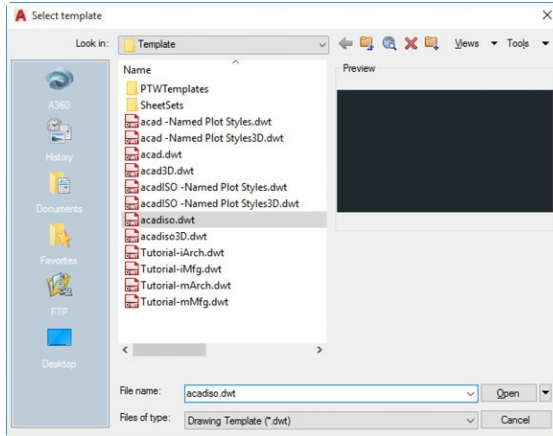 Select template
Look in: Template Views Tools
Name
Preview
PTWTemplates
SheetSets
acad -Named Plot Styles.dwt
acad -Named Plot Styles3D.dwt
acad.dwt
acad3D.dwt
acadISO -Named Plot Styles.dwt
acadISO -Named Plot Styles3D.dwt
acadiso.dwt
acadiso3D.dwt
Tutorial-iArch.dwt
Tutorial-iMfg.dwt
Tutorial-mArch.dwt
Tutorial-mMfg.dwt
A360
History
Documents
Favorites
FTP
Desktop
File name: acadiso.dwt Open
Files of type: Drawing Template (*.dwt) Cancel